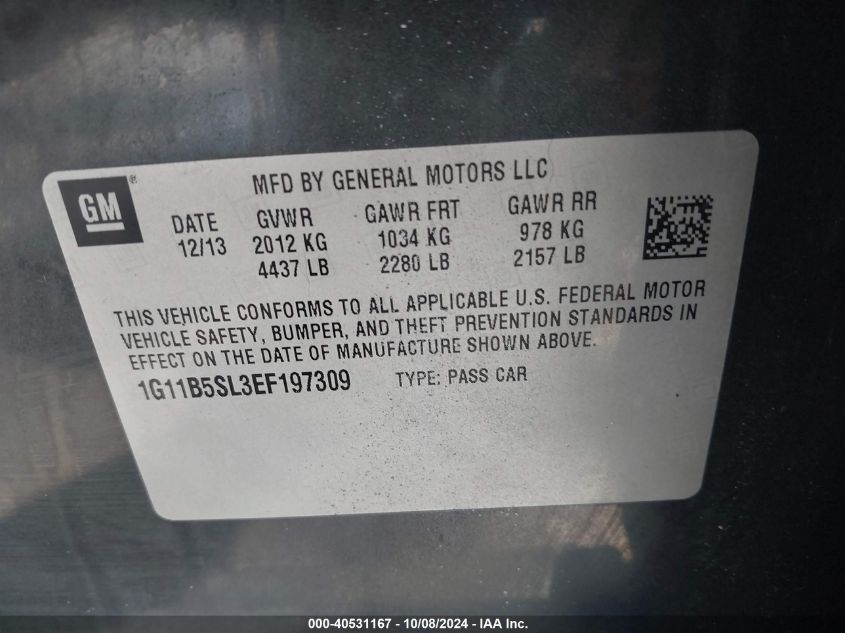 MFD BY GENERAL MOTORS LLC
GM®
DATE GVWR GAWR FRT GAWR RR
12/13 2012 KG 1034 KG 978 KG
4437 LB 2280 LB 2157 LB
THIS VEHICLE CONFORMS TO ALL APPLICABLE U.S. FEDERAL MOTOR
VEHICLE SAFETY, BUMPER, AND THEFT PREVENTION STANDARDS IN
EFFECT ON THE DATE OF MANUFACTURE SHOWN ABOVE.
1G11B5SL3EF197309 TYPE: PASS CAR
000-40531167 - 10/08/2024 - IAA Inc.